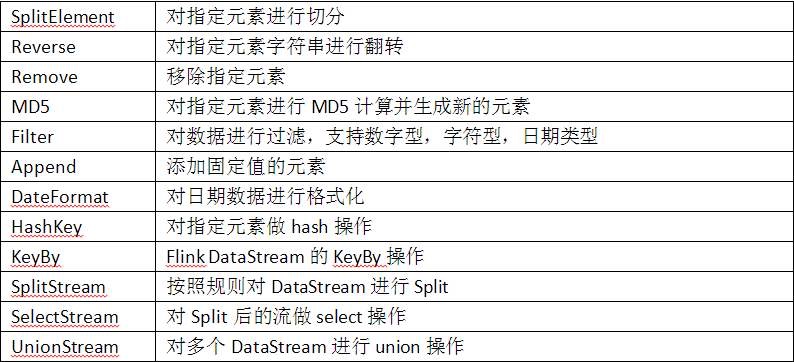 SplitElement 对指定元素进行切分
Reverse 对指定元素字符串进行翻转
Remove 移除指定元素
MD5 对指定元素进行 MD5 计算并生成新的元素
Filter 对数据进行过滤，支持数字型，字符型，日期类型
Append 添加固定值的元素
DateFormat 对日期数据进行格式化
HashKey 对指定元素做 hash 操作
KeyBy Flink DataStream 的 KeyBy 操作
SplitStream 按照规则对 DataStream 进行 Split
SelectStream 对 Split 后的流做 select 操作
UnionStream 对多个 DataStream 进行 union 操作